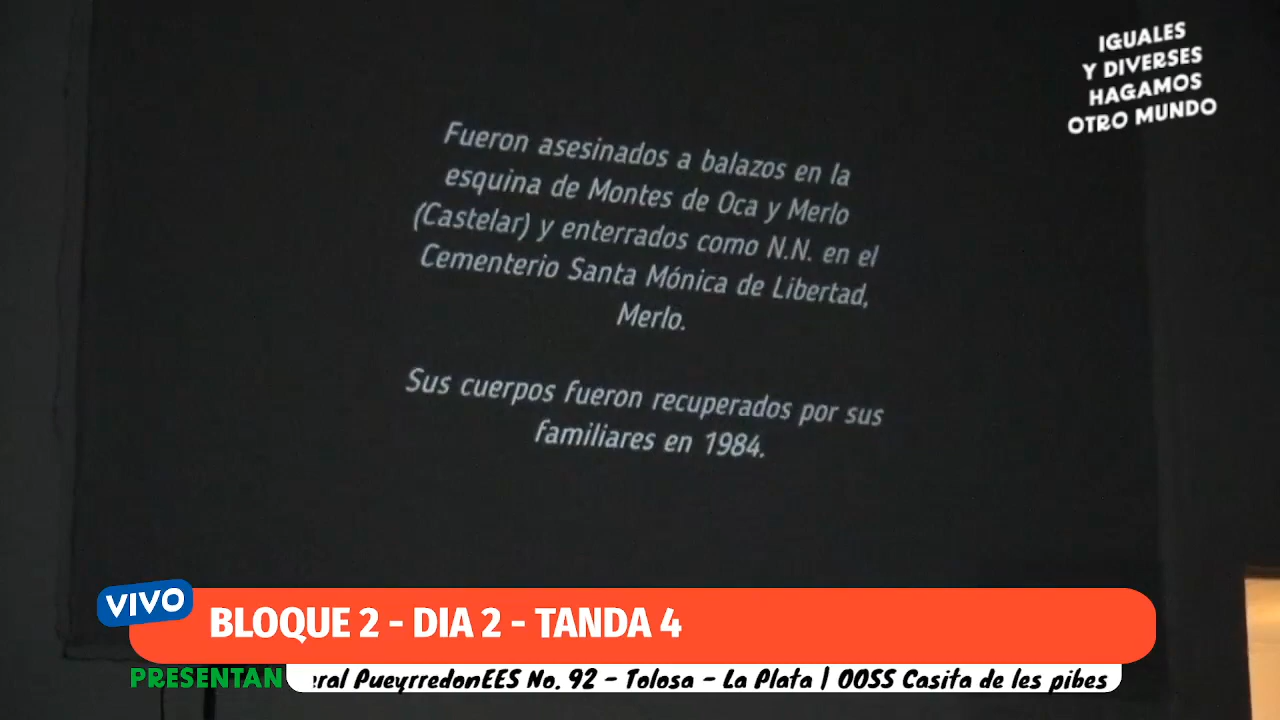 IGUALES
Y DIVERSES
HAGAMOS
OTRO MUNDO
Fueron asesinados a balazos en la
esquina de Montes de Oca y Merlo
(Castelar) y enterrados como N.N. en el
Cementerio Santa Mónica de Libertad,
Merlo.
Sus cuerpos fueron recuperados por sus
familiares en 1984.
VIVO
BLOQUE 2 - DIA 2 - TANDA 4
PRESENTAN
PueyrredonEES No. 92 - Tolosa - La Plata | OOSS Casita de les pibes